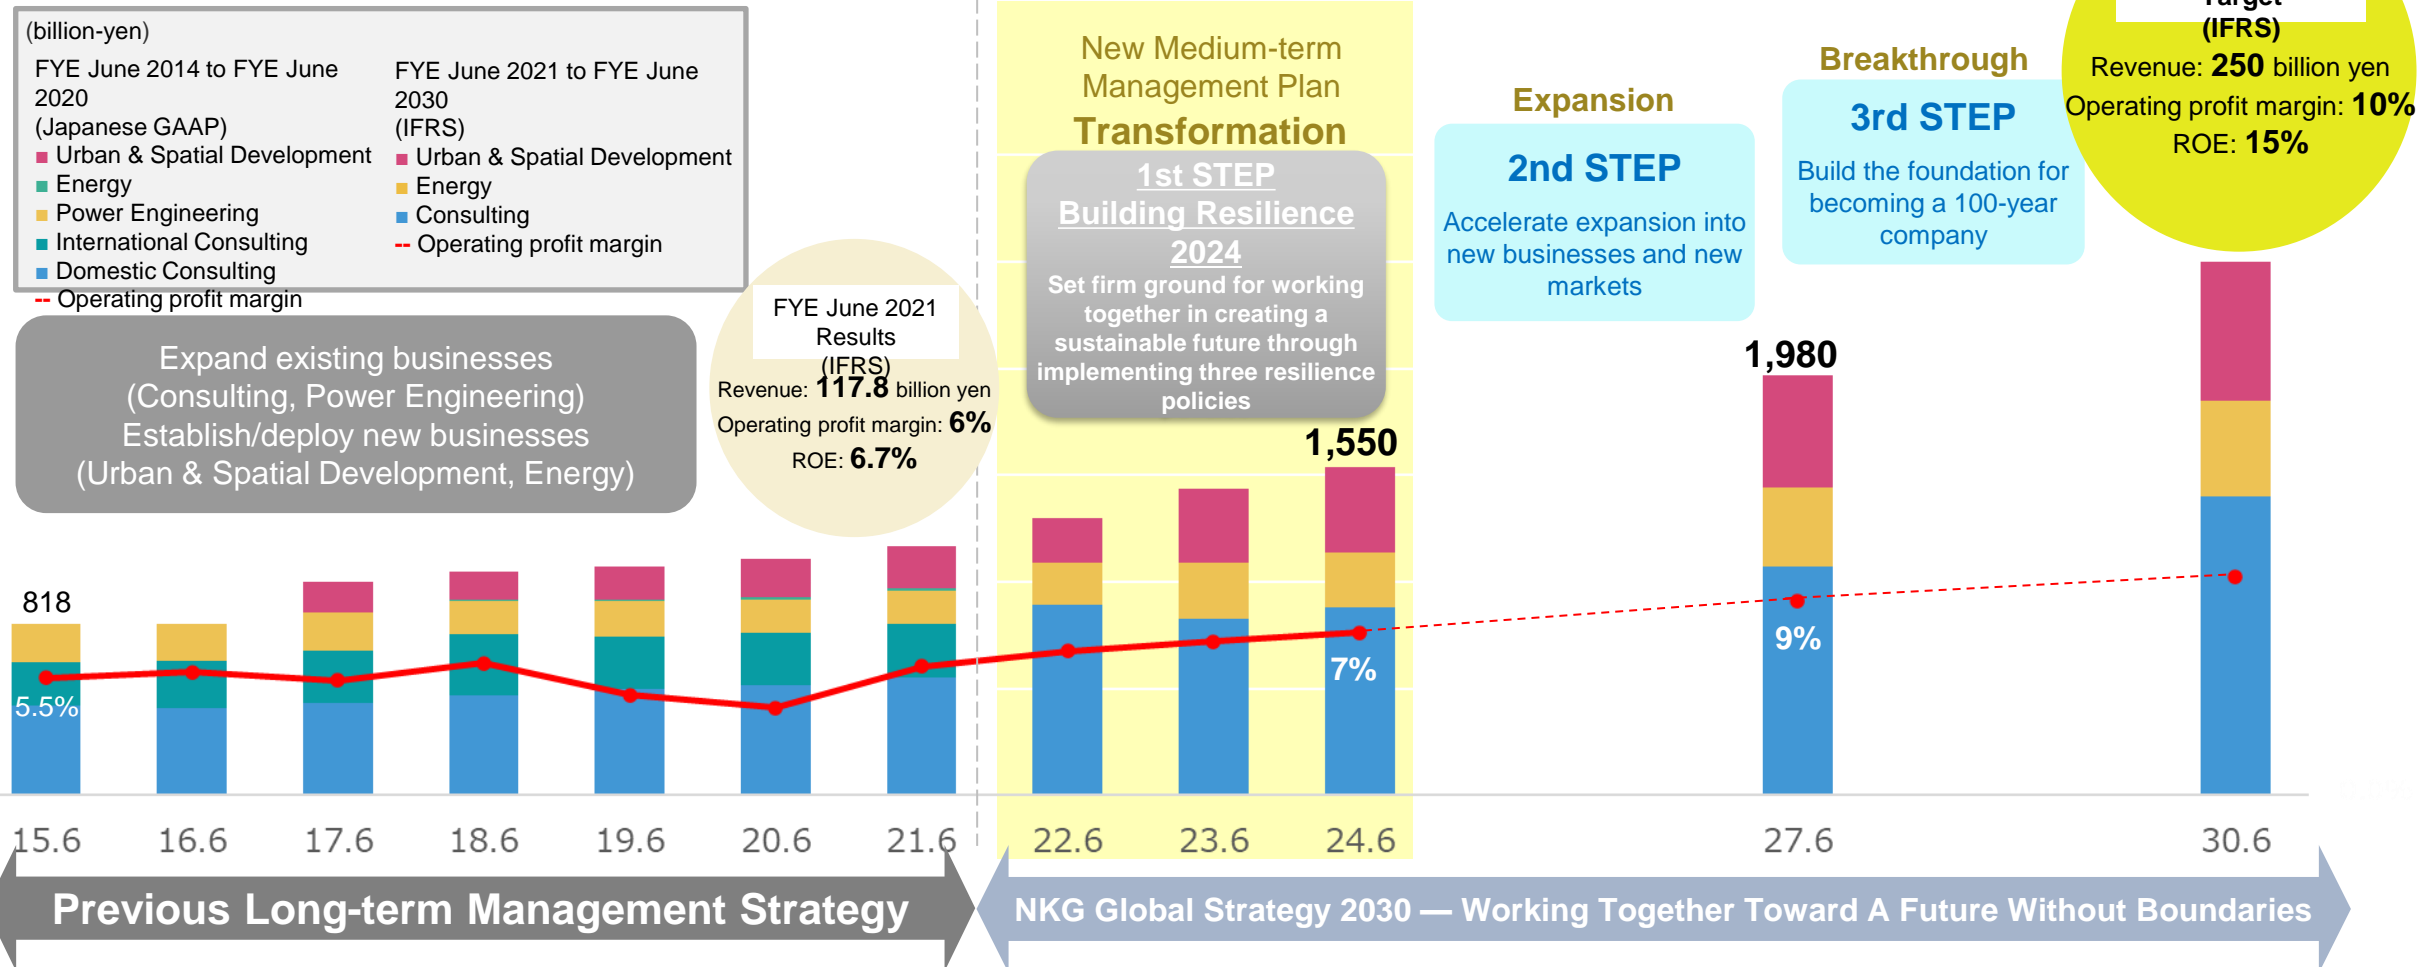 (billion-yen)
FYE June 2014 to FYE June
2020
(Japanese GAAP)
Urban & Spatial Development
Energy
Power Engineering
International Consulting
Domestic Consulting
-- Operating profit margin
FYE June 2021 to FYE June
2030
(IFRS)
Urban & Spatial Development
Energy
Consulting
-- Operating profit margin
Expand existing businesses
(Consulting, Power Engineering)
Establish/deploy new businesses
(Urban & Spatial Development, Energy)
FYE June 2021
Results
(IFRS)
Revenue: 117.8 billion yen
Operating profit margin: 6%
ROE: 6.7%
New Medium-term
Management Plan
Transformation
1st STEP
Building Resilience
2024
Set firm ground for working
together in creating a
sustainable future through
implementing three resilience
policies
Expansion
2nd STEP
Accelerate expansion into
new businesses and new
markets
Breakthrough
3rd STEP
Build the foundation for
becoming a 100-year
company
Target
(IFRS)
Revenue: 250 billion yen
Operating profit margin: 10%
ROE: 15%
818
5.5%
1,550
7%
1,980
9%
15.6 16.6 17.6 18.6 19.6 20.6 21.6 22.6 23.6 24.6 27.6 30.6
Previous Long-term Management Strategy
NKG Global Strategy 2030 — Working Together Toward A Future Without Boundaries